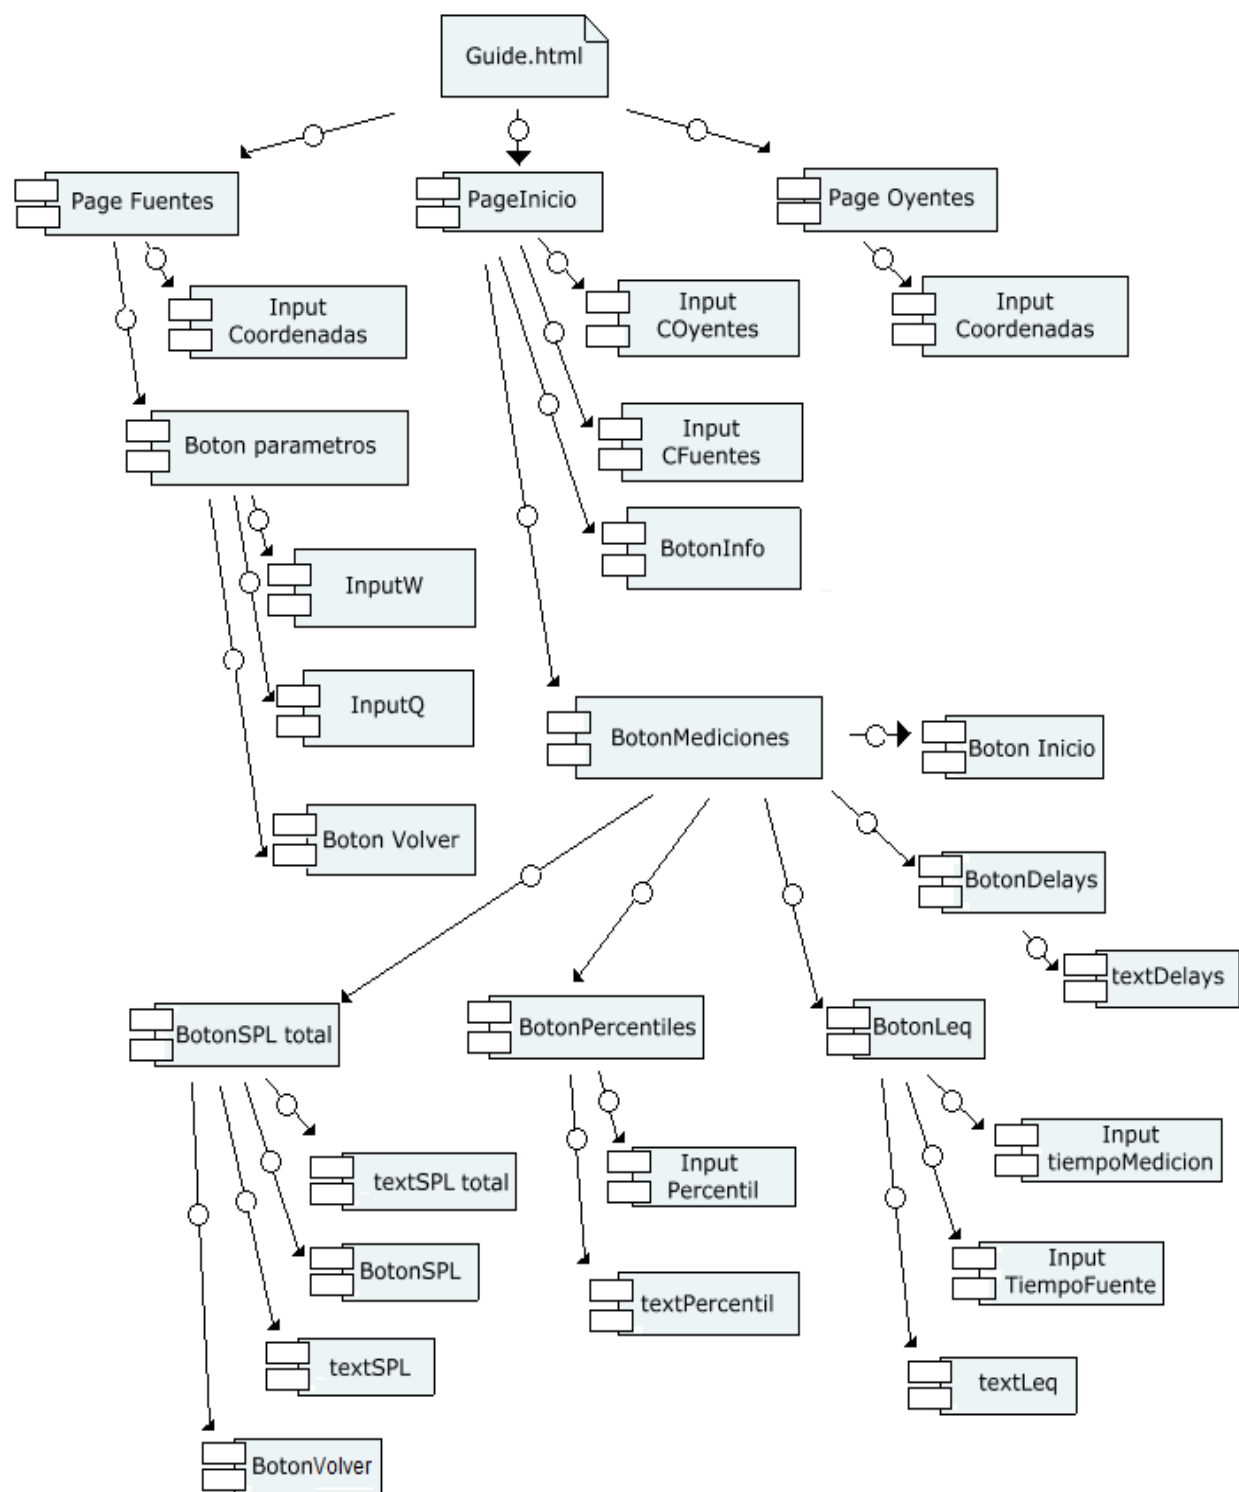 Guide.html
Page Fuentes
PageInicio
Page Oyentes
Input
Coordenadas
Input
COyentes
Input
Coordenadas
Boton parametros
Input
CFuentes
BotonInfo
InputW
InputQ
BotonMediciones
Boton Inicio
Boton Volver
BotonDelays
textDelays
BotonSPL total
BotonPercentiles
BotonLeq
Input
tiempoMedicion
textSPL total
Input
Percentil
BotonSPL
Input
TiempoFuente
textPercentil
textSPL
textLeq
BotonVolver